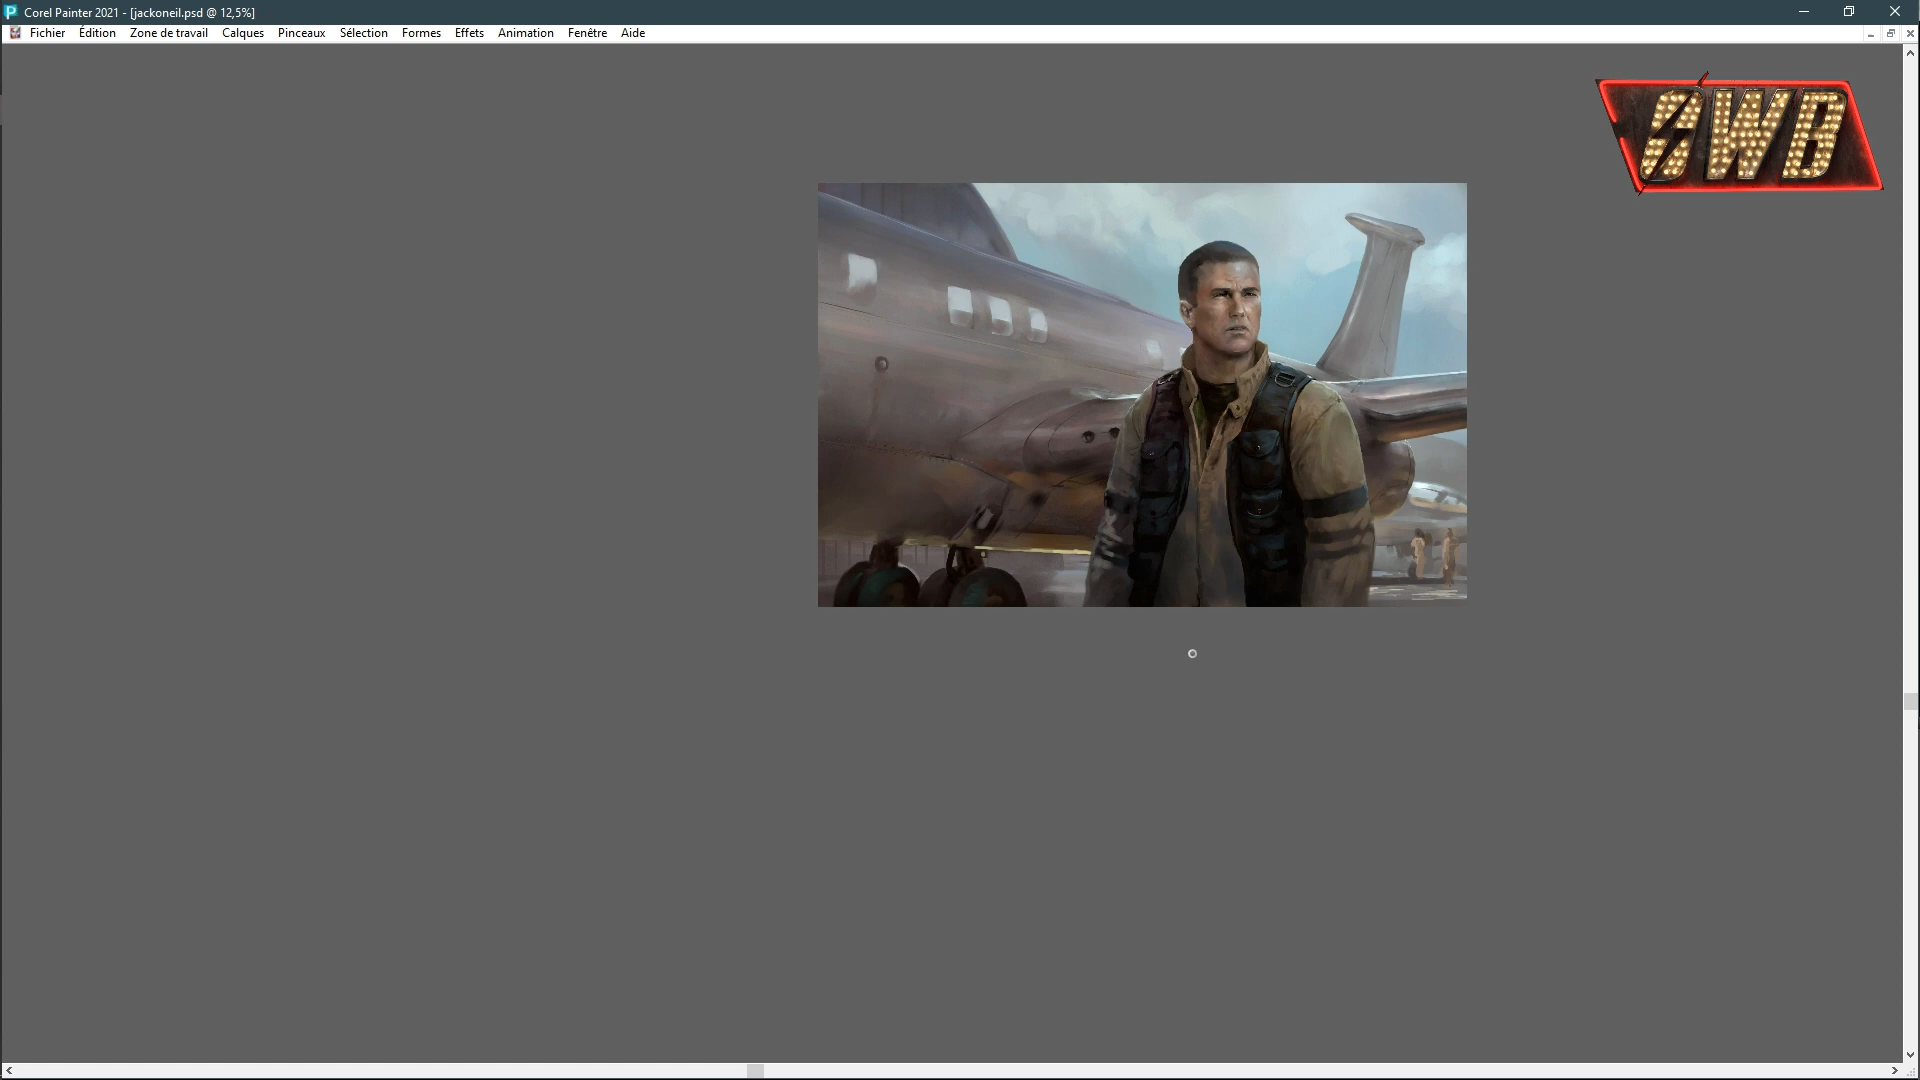 Corel Painter 2021 - [jackoneil.psd @ 12,5%]
Fichier Édition Zone de travail Calques Pinceaux Sélection Formes Effets Animation Fenêtre Aide
GWB